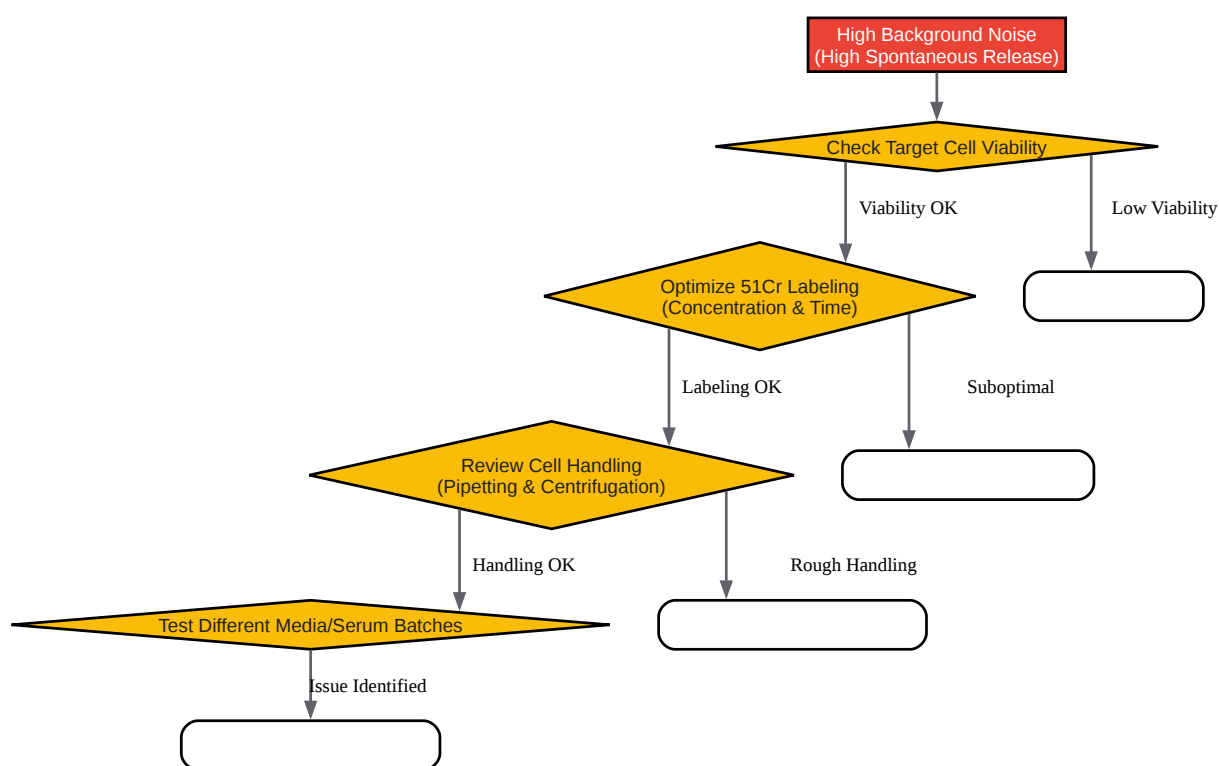 High Background Noise
(High Spontaneous Release)
Check Target Cell Viability
Viability OK
Low Viability
Optimize 51Cr Labeling
(Concentration & Time)
Labeling OK
Suboptimal
Review Cell Handling
(Pipetting & Centrifugation)
Handling OK
Rough Handling
Test Different Media/Serum Batches
Issue Identified